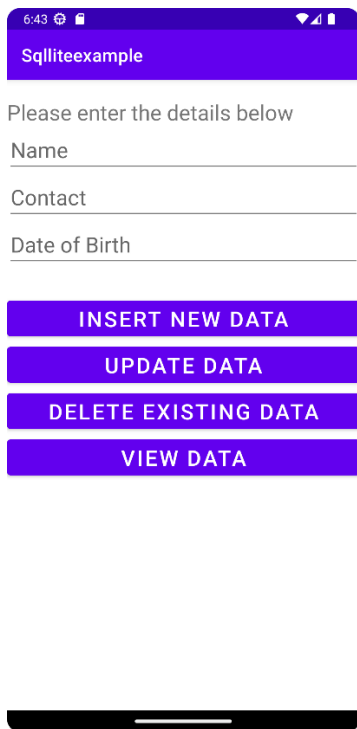 6:43
Sqlliteexample
Please enter the details below
Name
Contact
Date of Birth
INSERT NEW DATA
UPDATE DATA
DELETE EXISTING DATA
VIEW DATA